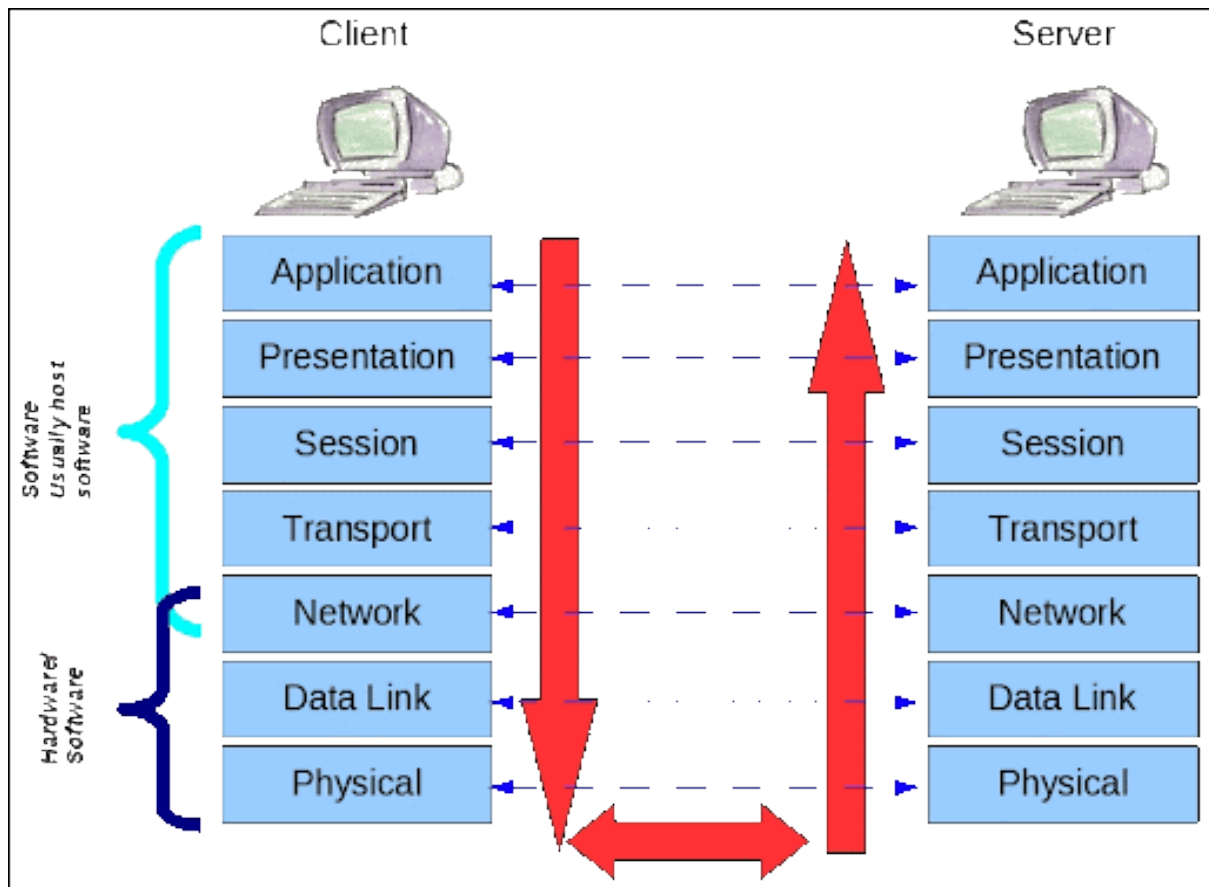 Client
Server
Application
Application
Presentation
Presentation
Session
Session
Transport
Transport
Network
Network
Data Link
Data Link
Physical
Physical
Software
Usually host
software
Hardware/
Software